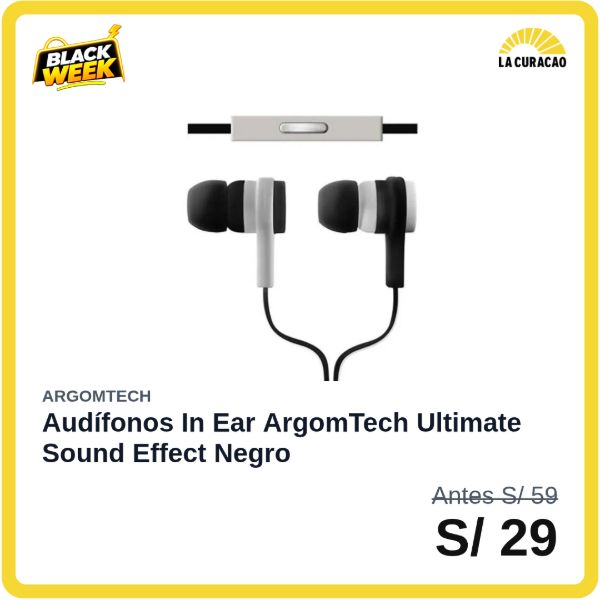 BLACK
WEEK
LA CURACAO
ARGOMTECH
Audífonos In Ear ArgomTech Ultimate
Sound Effect Negro
Antes S/ 59
S/ 29